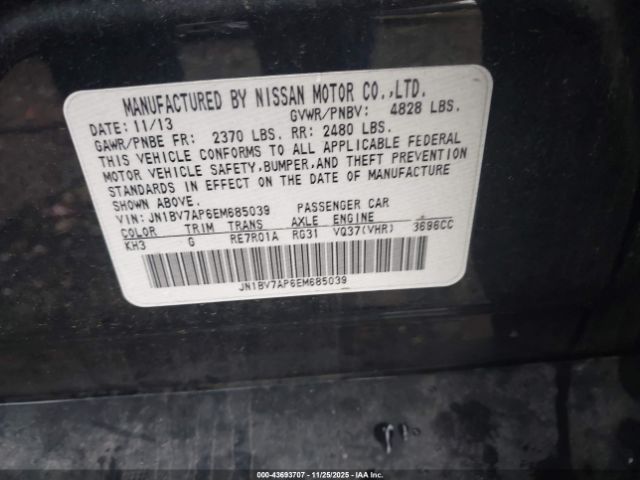 MANUFACTURED BY NISSAN MOTOR CO.,LTD.
DATE: 11/13 GVWR/PNBV: 4828 LBS.
GAWR/PNBE FR: 2370 LBS. RR: 2480 LBS.
THIS VEHICLE CONFORMS TO ALL APPLICABLE FEDERAL
MOTOR VEHICLE SAFETY,BUMPER,AND THEFT PREVENTION
STANDARDS IN EFFECT ON THE DATE OF MANUFACTURE
SHOWN ABOVE.
VIN: JN1BV7AP6EM685039 PASSENGER CAR
COLOR TRIM TRANS AXLE ENGINE
KH3 G RE7R01A RG31 VQ37(VHR) 3696CC
JN1BV7AP6EM685039
000-43693707 - 11/25/2025 - Copyright © IAA, Inc.